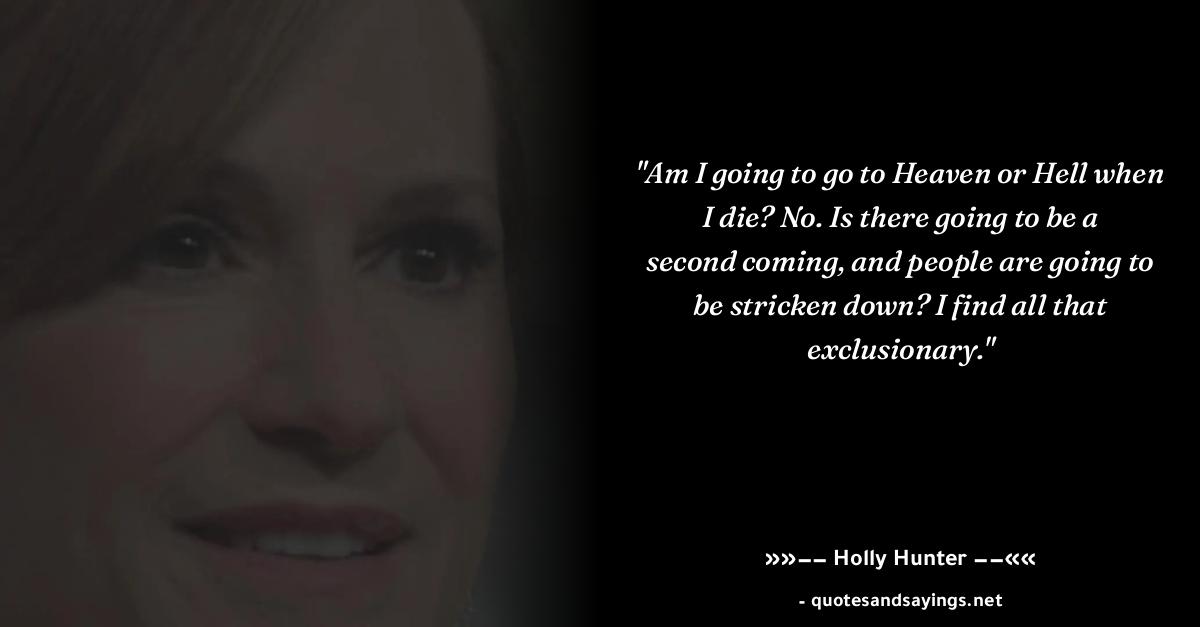 "Am I going to go to Heaven or Hell when
I die? No. Is there going to be a
second coming, and people are going to
be stricken down? I find all that
exclusionary."
»»–– Holly Hunter ––««
- quotesandsayings.net